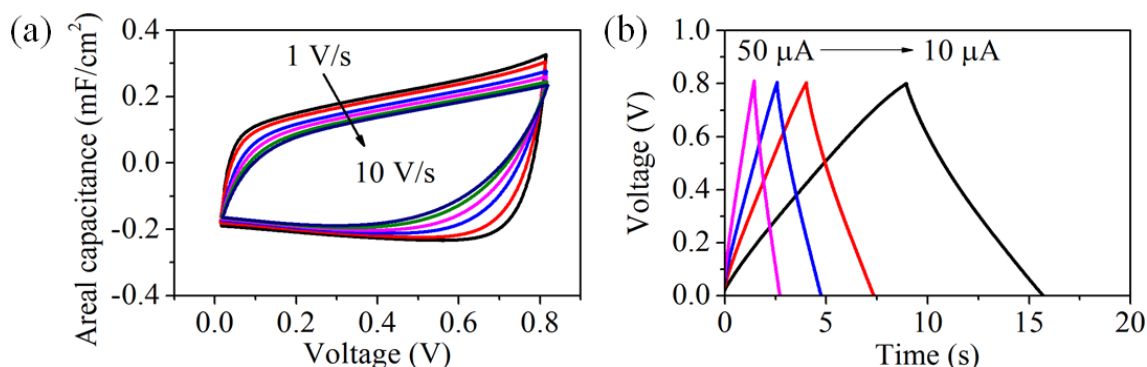 (a)
Areal capacitance (mF/cm²)
0.4
0.2
0.0
-0.2
-0.4
1 V/s
10 V/s
0.0 0.2 0.4 0.6 0.8
Voltage (V)
(b)
Voltage (V)
1.0
0.8
0.6
0.4
0.2
0.0
50 μA 10 μA
0 5 10 15 20
Time (s)